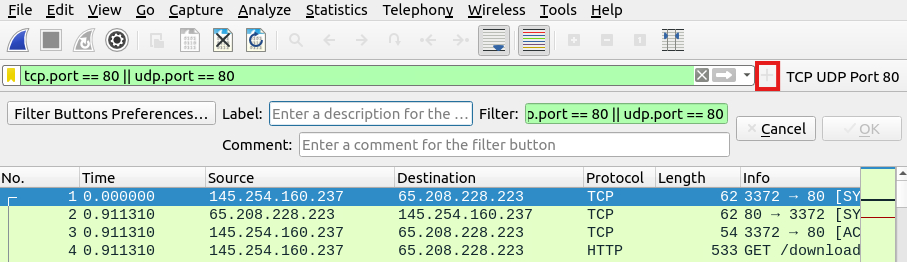 File Edit View Go Capture Analyze Statistics Telephony Wireless Tools Help
tcp.port == 80 || udp.port == 80 TCP UDP Port 80
Filter Buttons Preferences... Label: Enter a description for the ... Filter: p.port == 80 || udp.port == 80
Cancel OK
Comment: Enter a comment for the filter button
No. Time Source Destination Protocol Length Info
1 0.000000 145.254.160.237 65.208.228.223 TCP 62 3372 → 80 [SY
2 0.911310 65.208.228.223 145.254.160.237 TCP 62 80 → 3372 [SY
3 0.911310 145.254.160.237 65.208.228.223 TCP 54 3372 → 80 [AC
4 0.911310 145.254.160.237 65.208.228.223 HTTP 533 GET /download